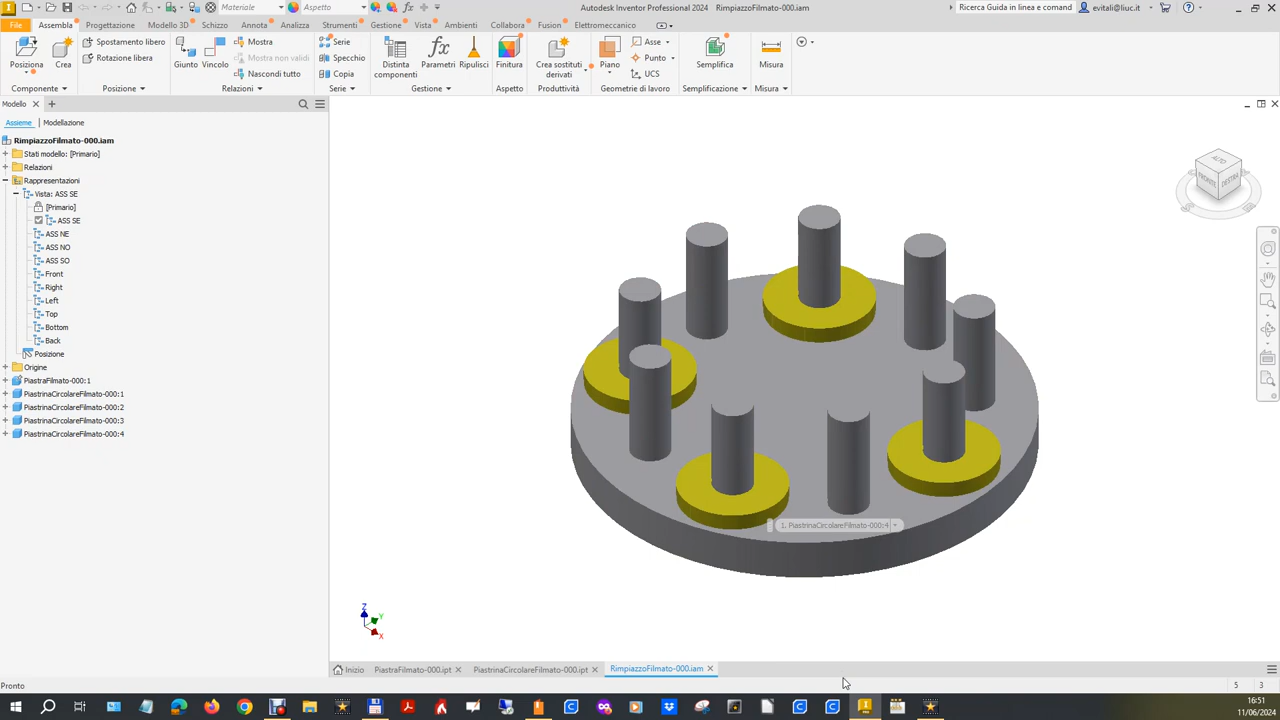 Materiale
Aspetto
Autodesk Inventor Professional 2024 RimpiazzoFilmato-000.iam
Ricerca Guida in linea e comand
evitali@liuc.it
File
Assembla
Progettazione
Modello 3D
Schizzo
Annota
Analizza
Strumenti
Gestione
Vista
Ambienti
Collabora
Fusion
Elettromeccanico
Posiziona
Crea
Spostamento libero
Rotazione libera
Giunto
Vincolo
Mostra
Mostra non validi
Nascondi tutto
Serie
Specchio
Copia
Distinta componenti
fx
Parametri
Ripulisci
Finitura
Crea sostituti derivati
Piano
Asse
Punto
UCS
Semplifica
Misura
Componente
Posizione
Relazioni
Serie
Gestione
Aspetto
Produttività
Geometrie di lavoro
Semplificazione
Misura
Modello
Assieme
Modellazione
RimpiazzoFilmato-000.iam
Stati modello: [Primario]
Relazioni
Rappresentazioni
Vista: ASS SE
[Primario]
ASS SE
ASS NE
ASS NO
ASS SO
Front
Right
Left
Top
Bottom
Back
Posizione
Origine
PiastraFilmato-000:1
PiastrinaCircolareFilmato-000:1
PiastrinaCircolareFilmato-000:2
PiastrinaCircolareFilmato-000:3
PiastrinaCircolareFilmato-000:4
ALTO
FRONTE
DESTRA
1. PiastrinaCircolareFilmato-000:4
Z
Y
X
Inizio
PiastraFilmato-000.ipt
PiastrinaCircolareFilmato-000.ipt
RimpiazzoFilmato-000.iam
Pronto
5
3
16:51
11/06/2024